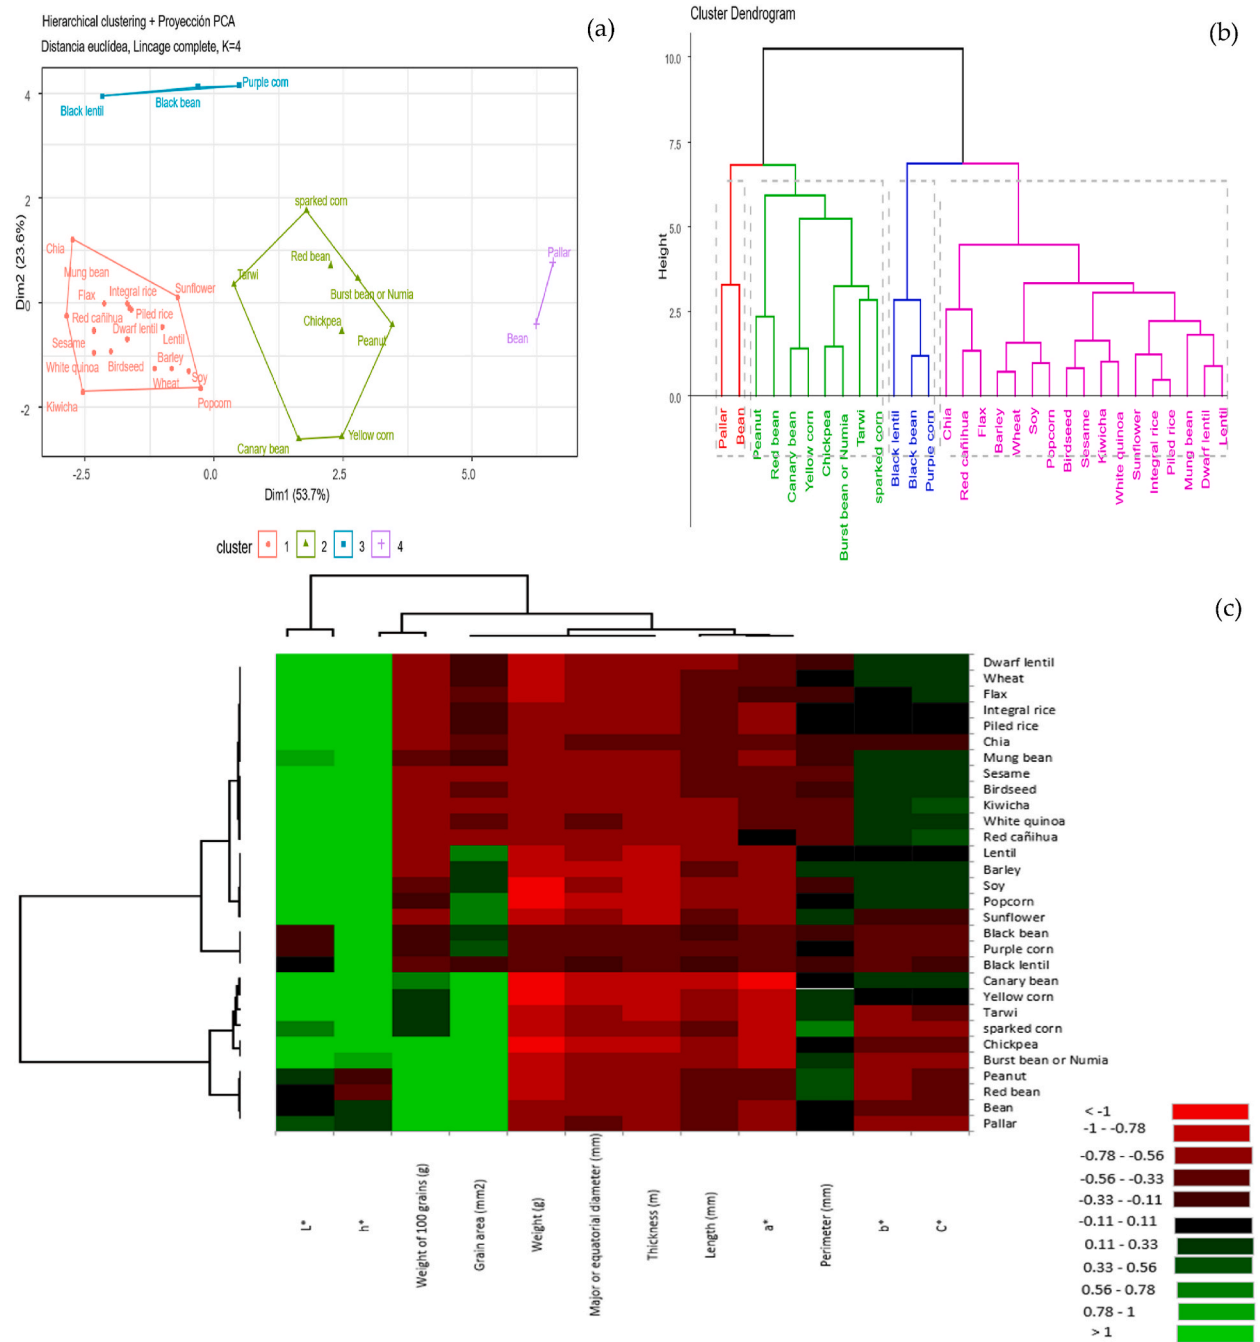 Hierarchical clustering + Proyección PCA
Distancia euclídea, Lincage complete, K=4
(a)
4
2
0
-2
Dim2 (23.6%)
Purple corn
Black bean
Black lentil
sparked corn
Red bean
Tarwi
Burst bean or Numia
Chickpea
Peanut
Yellow corn
Canary bean
Pallar
Bean
Chia
Mung bean
Sunflower
Flax
Integral rice
Red cañihua
Piled rice
Dwarf lentil
Lentil
Sesame
White quinoa
Birdseed
Barley
Wheat
Soy
Kiwicha
Popcorn
-2.5
0.0
2.5
5.0
Dim1 (53.7%)
cluster 1 2 3 4
Cluster Dendrogram
(b)
10.0
7.5
5.0
2.5
0.0
Height
Pallar
Bean
Peanut
Red bean
Canary bean
Yellow corn
Chickpea
Burst bean or Numia
Tarwi
sparked corn
Black lentil
Black bean
Purple corn
Chia
Red cañihua
Flax
Barley
Wheat
Soy
Popcorn
Birdseed
Sesame
Kiwicha
White quinoa
Sunflower
Integral rice
Piled rice
Mung bean
Dwarf lentil
Lentil
(c)
Dwarf lentil
Wheat
Flax
Integral rice
Piled rice
Chia
Mung bean
Sesame
Birdseed
Kiwicha
White quinoa
Red cañihua
Lentil
Barley
Soy
Popcorn
Sunflower
Black bean
Purple corn
Black lentil
Canary bean
Yellow corn
Tarwi
sparked corn
Chickpea
Burst bean or Numia
Peanut
Red bean
Bean
Pallar
L*
h*
Weight of 100 grains (g)
Grain area (mm2)
Weight (g)
Major or equatorial diameter (mm)
Thickness (m)
Length (mm)
a*
Perimeter (mm)
b*
C*
< -1
-1 - -0.78
-0.78 - -0.56
-0.56 - -0.33
-0.33 - -0.11
-0.11 - 0.11
0.11 - 0.33
0.33 - 0.56
0.56 - 0.78
0.78 - 1
> 1